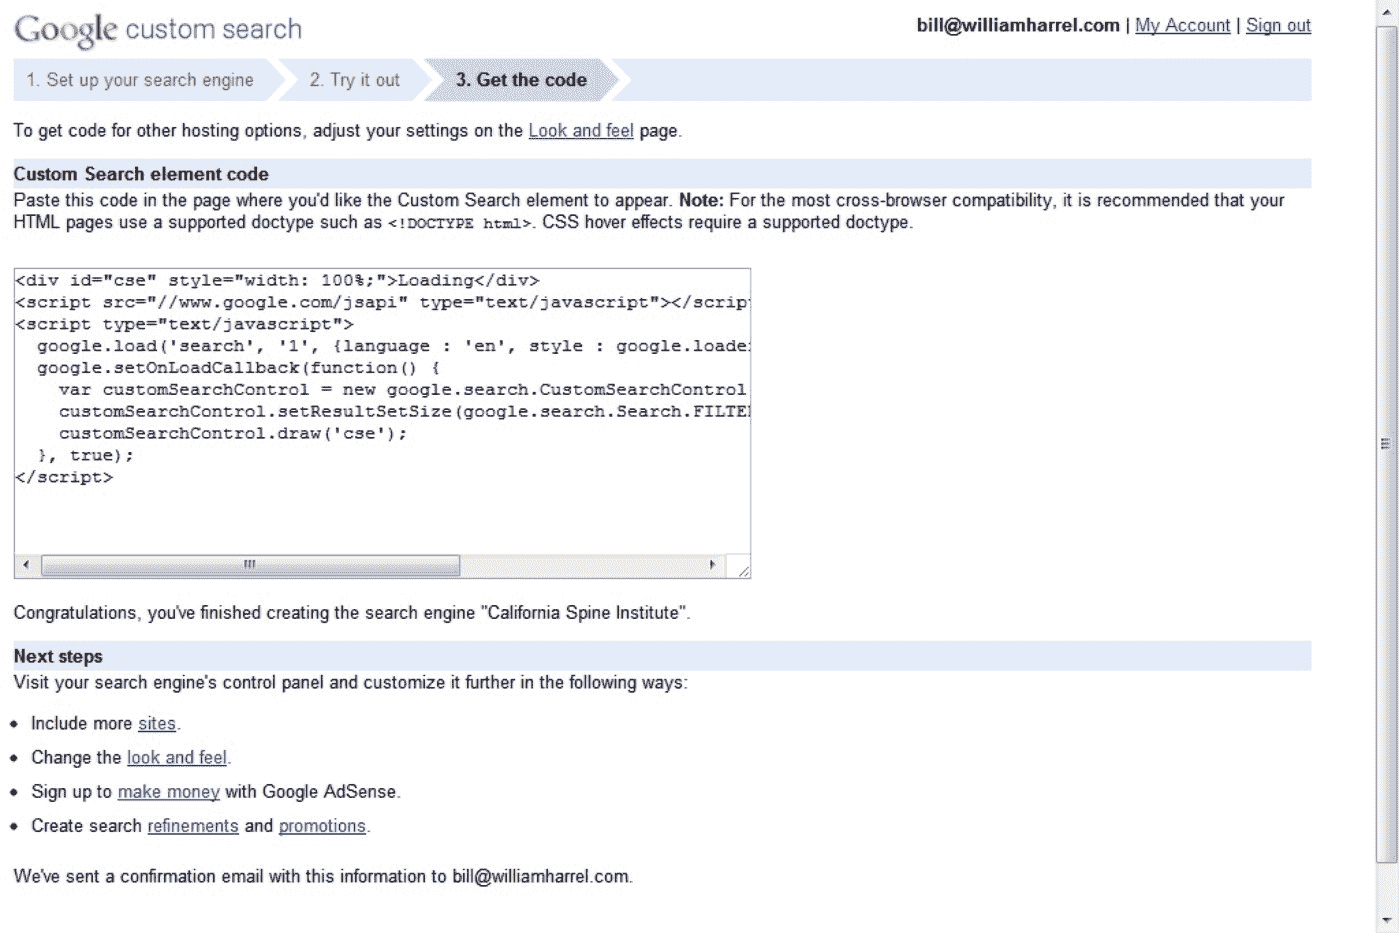 Google custom search
bill@williamharrel.com | My Account | Sign out
1. Set up your search engine 2. Try it out 3. Get the code
To get code for other hosting options, adjust your settings on the Look and feel page.
Custom Search element code
Paste this code in the page where you'd like the Custom Search element to appear. Note: For the most cross-browser compatibility, it is recommended that your
HTML pages use a supported doctype such as <!DOCTYPE html>. CSS hover effects require a supported doctype.
<div id="cse" style="width: 100%;">Loading</div>
<script src="//www.google.com/jsapi" type="text/javascript"></scrip
<script type="text/javascript">
google.load('search', '1', {language : 'en', style : google.loade
google.setOnLoadCallback(function() {
var customSearchControl = new google.search.CustomSearchControl
customSearchControl.setResultSetSize(google.search.Search.FILTE
customSearchControl.draw('cse');
}, true);
</script>
Congratulations, you've finished creating the search engine "California Spine Institute".
Next steps
Visit your search engine's control panel and customize it further in the following ways:
• Include more sites.
• Change the look and feel.
• Sign up to make money with Google AdSense.
• Create search refinements and promotions.
We've sent a confirmation email with this information to bill@williamharrel.com.